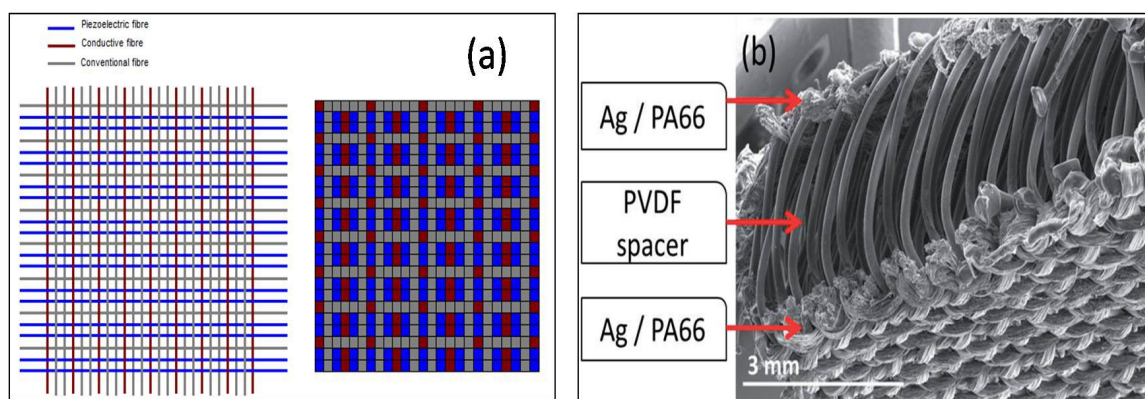 Piezoelectric fibre
Conductive fibre
Conventional fibre
(a)
(b)
Ag / PA66
PVDF
spacer
Ag / PA66
3 mm